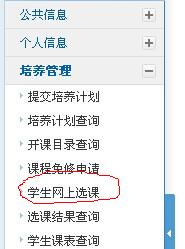 公共信息
个人信息
培养管理
提交培养计划
培养计划查询
开课目录查询
课程免修申请
学生网上选课
选课结果查询
学生课表查询